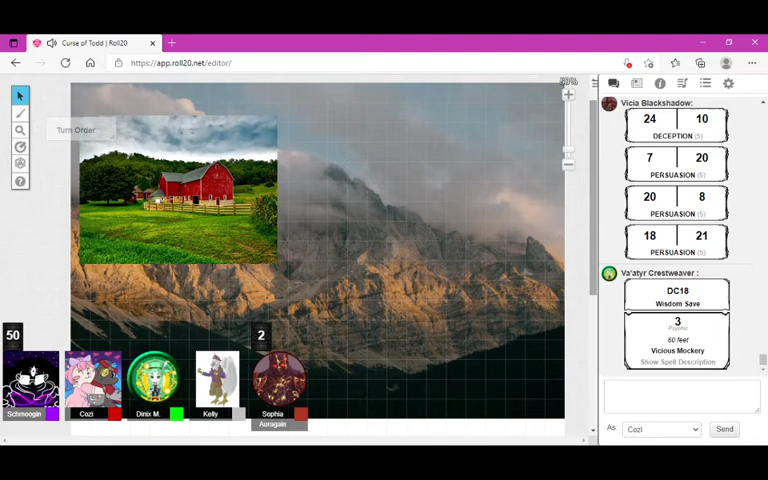 Curse of Todd | Roll20
https://app.roll20.net/editor/
50%
Turn Order
Vicia Blackshadow:
24 10
DECEPTION (5)
7 20
PERSUASION (5)
20 8
PERSUASION (5)
18 21
PERSUASION (5)
Va'atyr Crestweaver :
DC18
Wisdom Save
3
Psychic
60 feet
Vicious Mockery
Show Spell Description
50
2
Schmoogin
Cozi
Dinix M.
Kelly
Sophia
Auragaie
As:
Cozi
Send